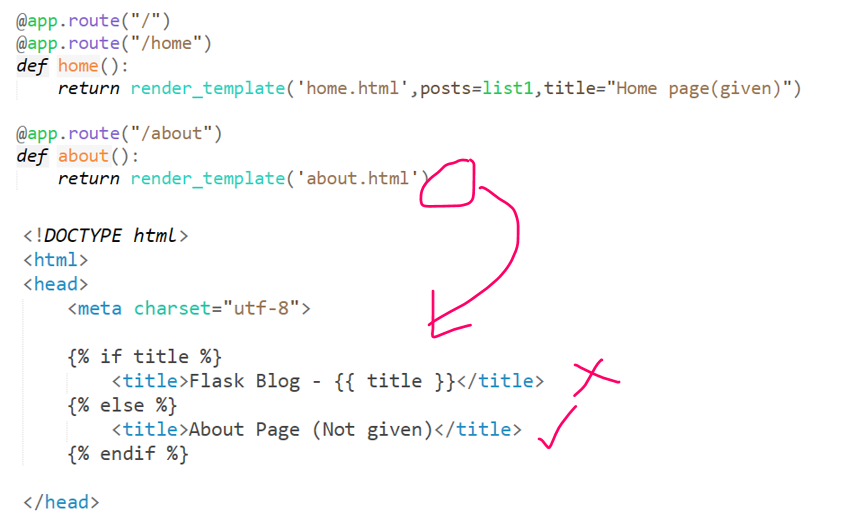 @app.route("/")
@app.route("/home")
def home():
    return render_template('home.html',posts=list1,title="Home page(given)")
@app.route("/about")
def about():
    return render_template('about.html')
<!DOCTYPE html>
<html>
<head>
    <meta charset="utf-8">
    {% if title %}
        <title>Flask Blog - {{ title }}</title>
    {% else %}
        <title>About Page (Not given)</title>
    {% endif %}
</head>